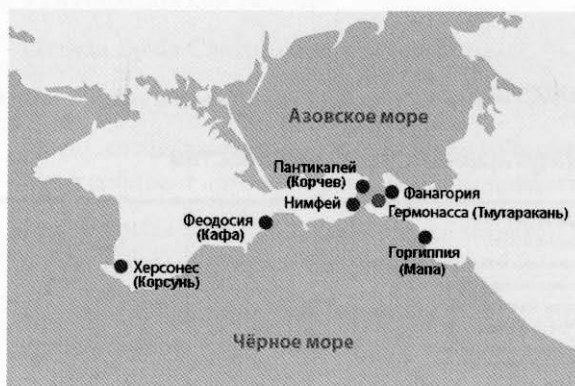 Азовское море
Пантикапей
(Корчев)
Нимфей
Фанагория
Гермонасса (Тмутаракань)
Феодосия
(Кафа)
Горгиппия
(Мапа)
Херсонес
(Корсунь)
Чёрное море